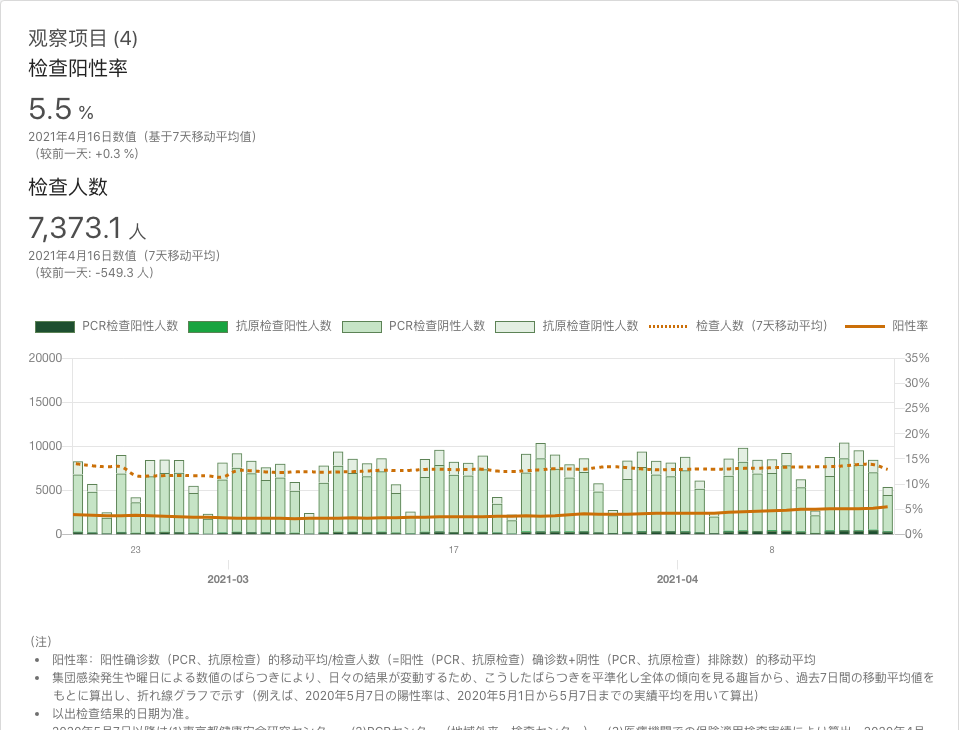 观察项目 (4)
检查阳性率
5.5 %
2021年4月16日数值（基于7天移动平均值）
（较前一天: +0.3 %)
检查人数
7,373.1 人
2021年4月16日数值（7天移动平均）
（较前一天: -549.3 人）
PCR检查阳性人数 抗原检查阳性人数 PCR检查阴性人数 抗原检查阴性人数 检查人数（7天移动平均） 阳性率
20000 35%
30%
15000 25%
20%
10000 15%
5000 10%
5%
0 0%
23 17 8
2021-03 2021-04
（注）
• 阳性率：阳性确诊数（PCR、抗原检查）的移动平均/检查人数（=阳性（PCR、抗原检查）确诊数+阴性（PCR、抗原检查）排除数）的移动平均
• 集団感染発生や曜日による数値のばらつきにより、日々の結果が変動するため、こうしたばらつきを平準化し全体の傾向を見る趣旨から、過去7日間の移動平均値を
もとに算出し、折れ線グラフで示す（例えば、2020年5月7日の陽性率は、2020年5月1日から5月7日までの実績平均を用いて算出）
• 以出检查结果的日期为准。